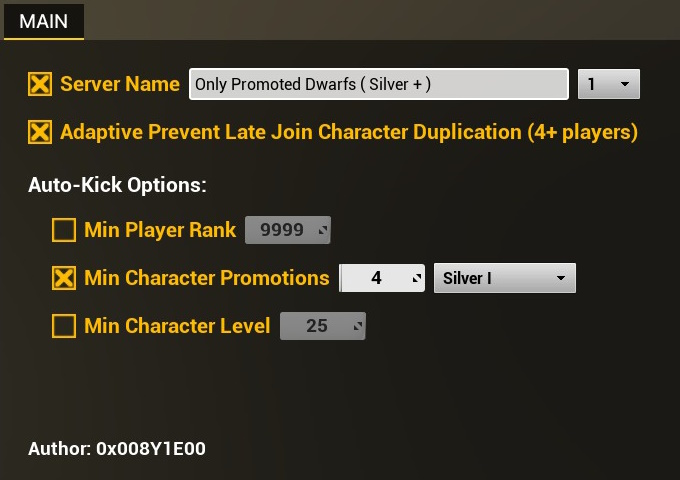 MAIN
Server Name Only Promoted Dwarfs ( Silver + ) 1
Adaptive Prevent Late Join Character Duplication (4+ players)
Auto-Kick Options:
Min Player Rank 9999
Min Character Promotions 4 Silver I
Min Character Level 25
Author: 0x008Y1E00